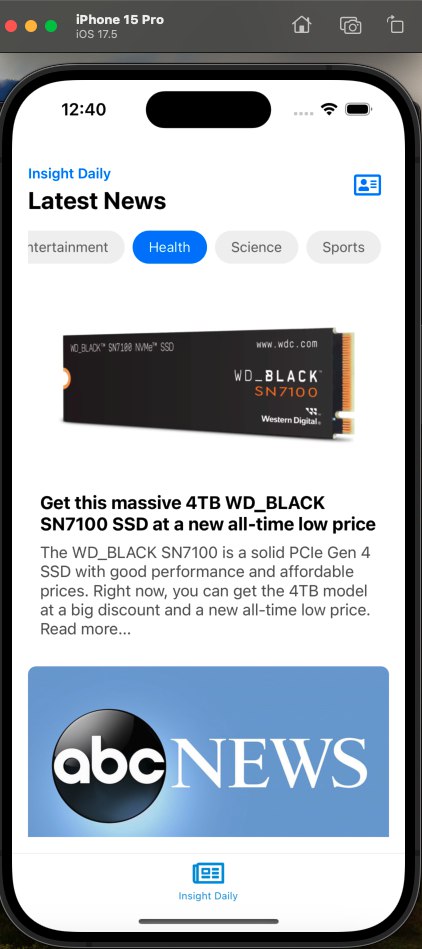 iPhone 15 Pro
iOS 17.5
12:40
Insight Daily
Latest News
ntertainment
Health
Science
Sports
WD_BLACK™ SN7100 NVMe™ SSD
www.wdc.com
WD_BLACK™
SN7100
Western Digital®
Get this massive 4TB WD_BLACK
SN7100 SSD at a new all-time low price
The WD_BLACK SN7100 is a solid PCIe Gen 4
SSD with good performance and affordable
prices. Right now, you can get the 4TB model
at a big discount and a new all-time low price.
Read more...
abc NEWS
Insight Daily